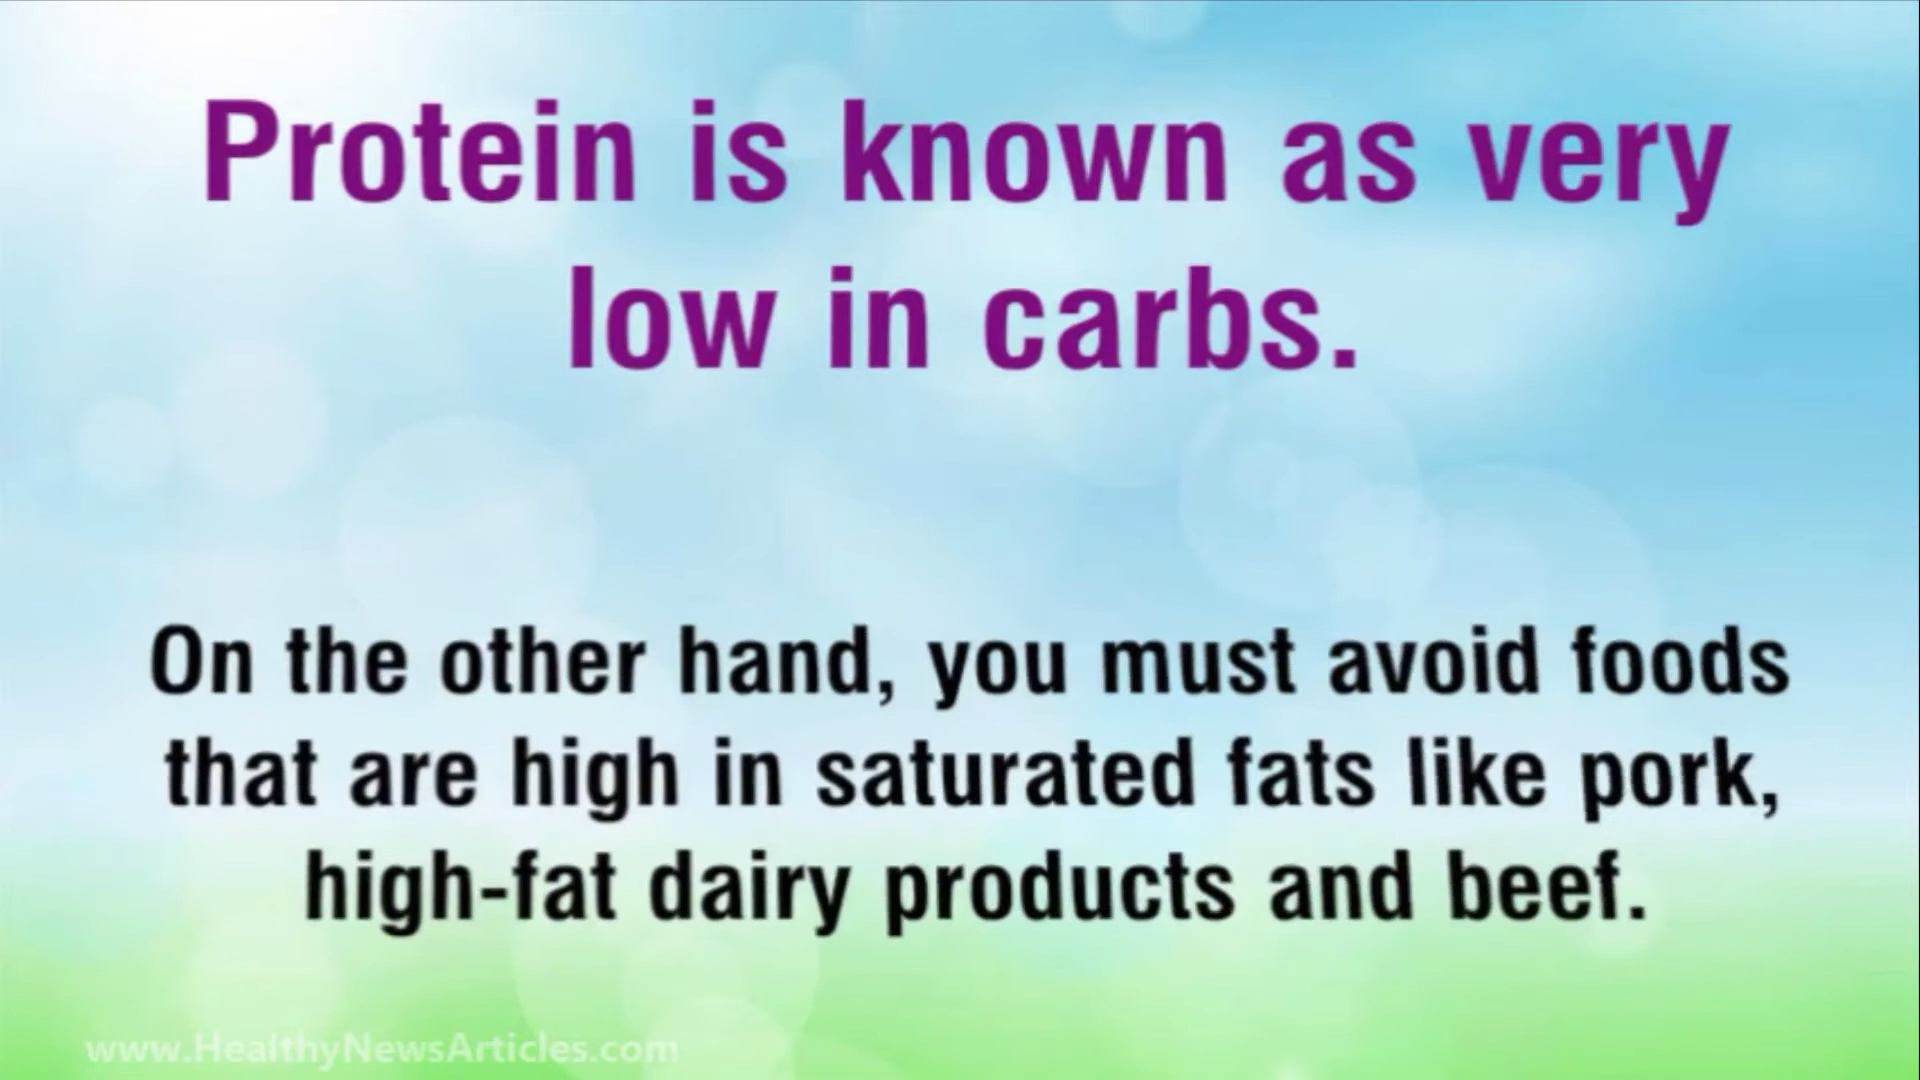 Protein is known as very
low in carbs.
On the other hand, you must avoid foods
that are high in saturated fats like pork,
high-fat dairy products and beef.
www.HealthyNewsArticles.com